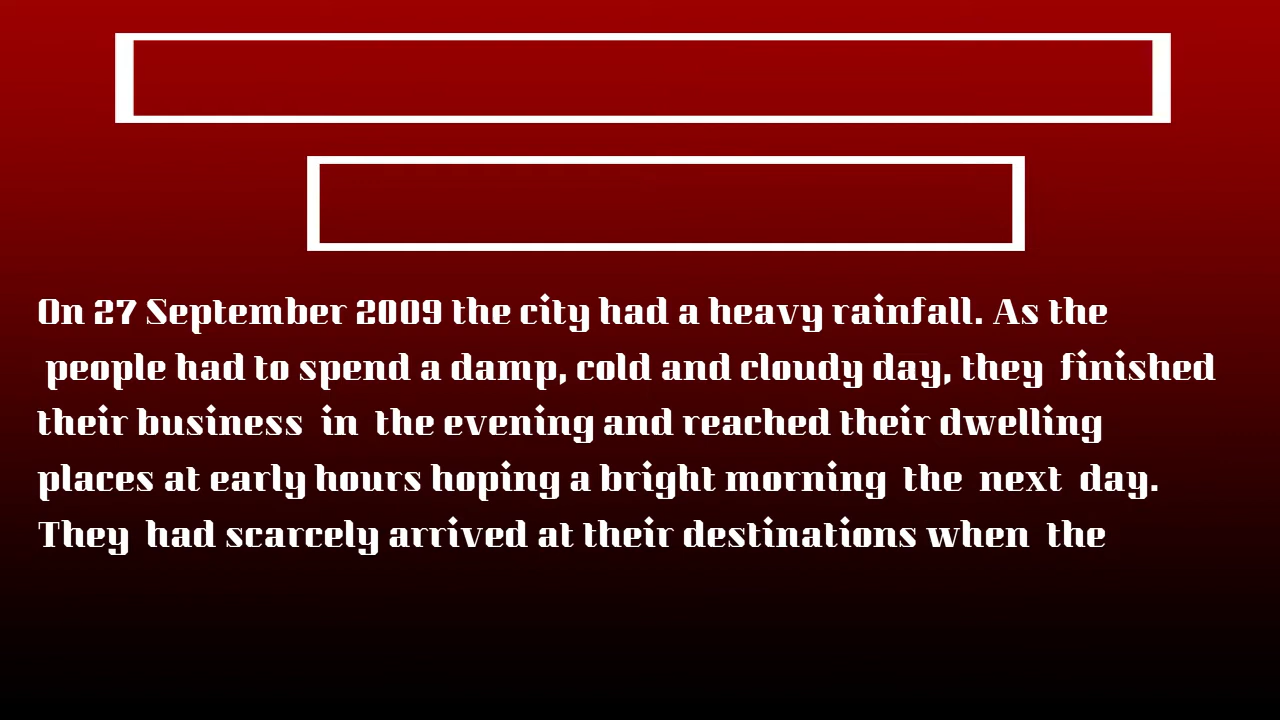 On 27 September 2009 the city had a heavy rainfall. As the
people had to spend a damp, cold and cloudy day, they finished
their business in the evening and reached their dwelling
places at early hours hoping a bright morning the next day.
They had scarcely arrived at their destinations when the